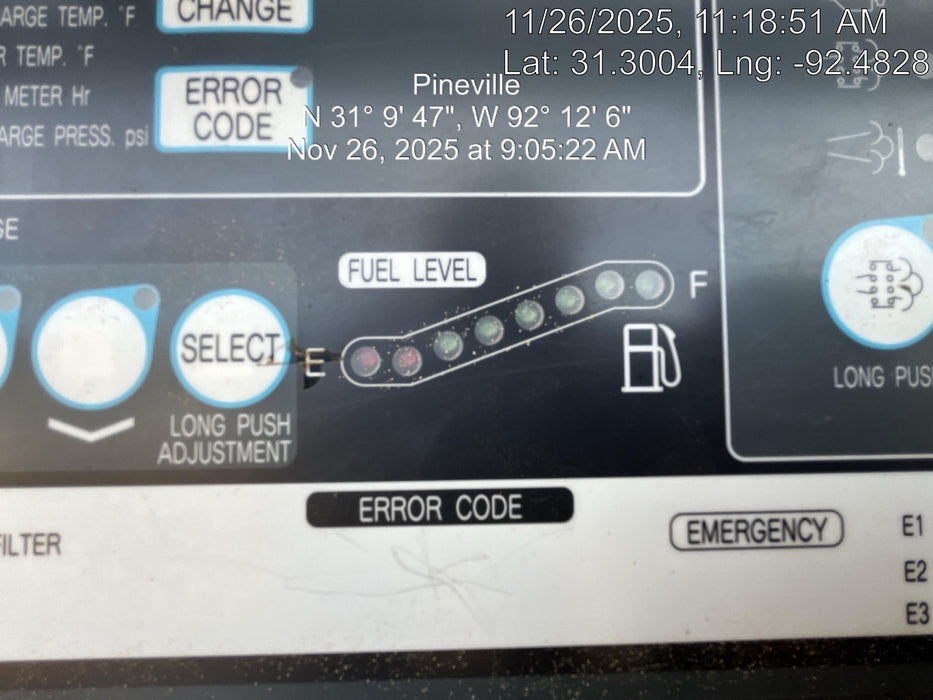 ARGE TEMP. °F
CHANGE
R TEMP. °F
METER Hr
ARGE PRESS. psi
ERROR
CODE
11/26/2025, 11:18:51 AM
Lat: 31.3004, Lng: -92.4828
Pineville
N 31° 9' 47", W 92° 12' 6"
Nov 26, 2025 at 9:05:22 AM
GE
FUEL LEVEL
F
E
SELECT
LONG PUSH
ADJUSTMENT
LONG PUS
ERROR CODE
FILTER
EMERGENCY
E1
E2
E3